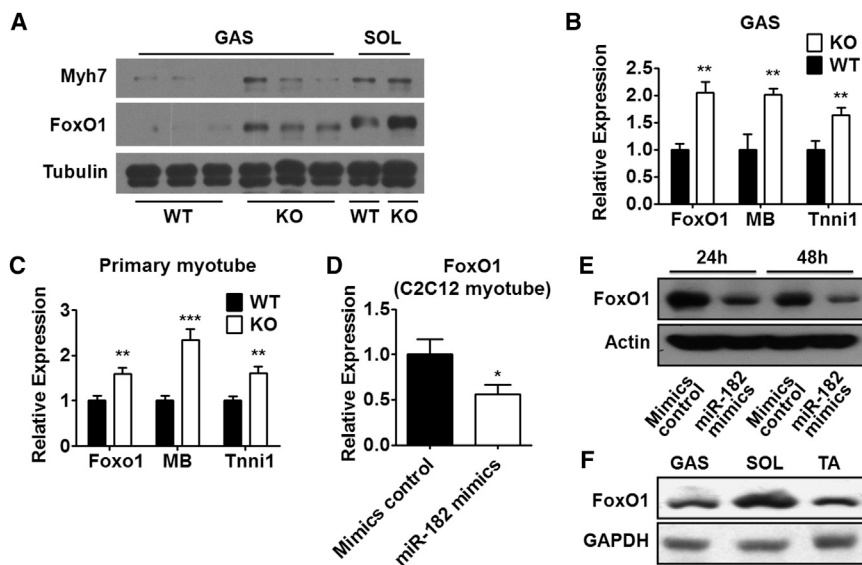 A
GAS SOL
Myh7
FoxO1
Tubulin
WT KO WT KO
B
GAS
KO
WT
Relative Expression
2.5
2.0
1.5
1.0
0.5
0.0
** ** **
FoxO1 MB Tnni1
C
Primary myotube
WT
KO
Relative Expression
3
2
1
0
** *** **
Foxo1 MB Tnni1
D
FoxO1
(C2C12 myotube)
Relative Expression
1.5
1.0
0.5
0.0
*
Mimics control
miR-182 mimics
E
24h 48h
FoxO1
Actin
Mimics control
miR-182 mimics
Mimics control
miR-182 mimics
F
GAS SOL TA
FoxO1
GAPDH